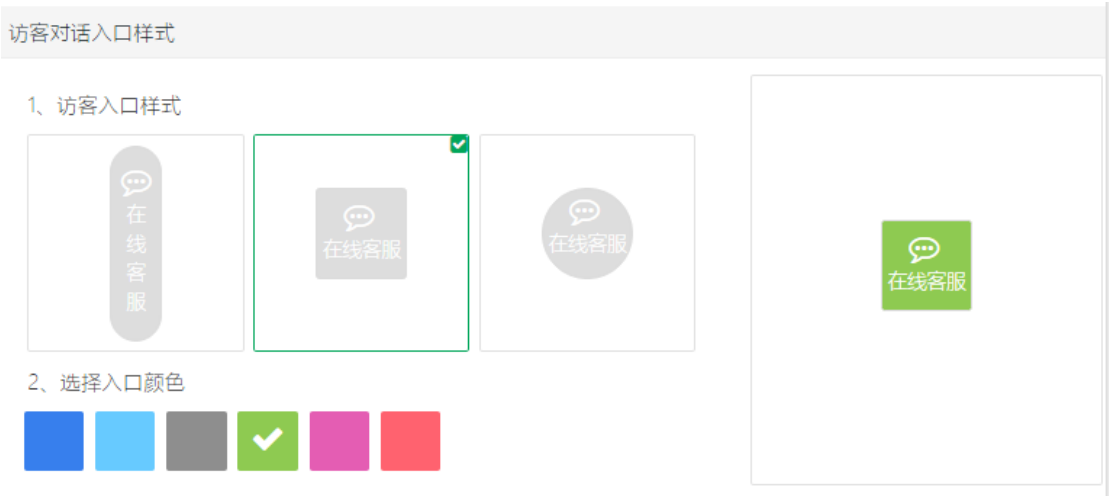 访客对话入口样式
1、访客入口样式
在
线
客
服
在线客服
在线客服
在线客服
2、选择入口颜色